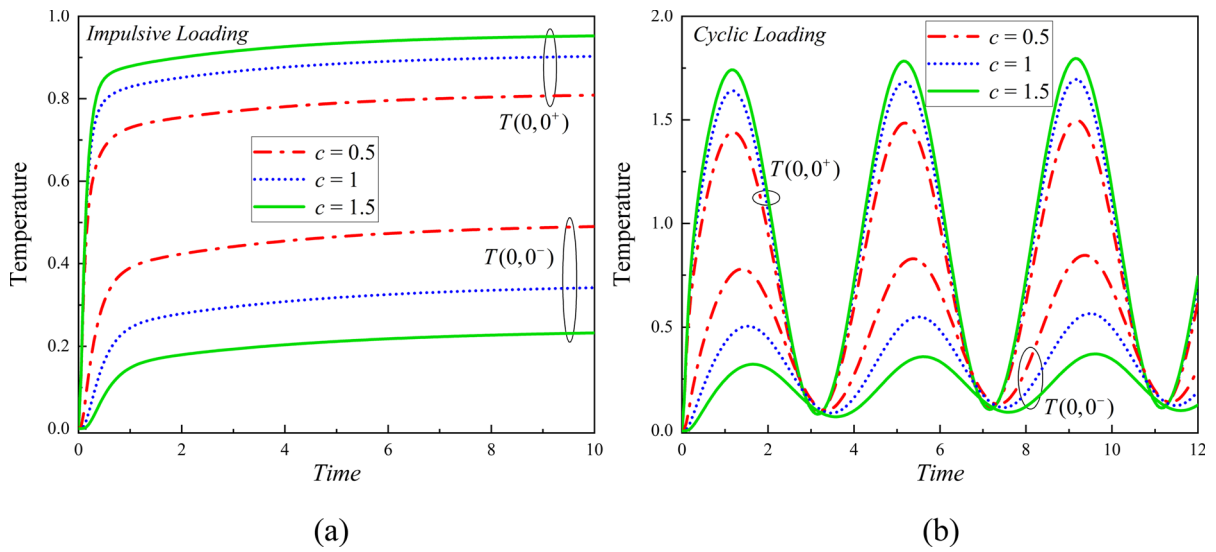 Impulsive Loading
1.0
0.8
0.6
0.4
0.2
0.0
Temperature
T(0,0⁺)
c = 0.5
c = 1
c = 1.5
T(0,0⁻)
0 2 4 6 8 10
Time
(a)
Cyclic Loading
2.0
1.5
1.0
0.5
0.0
Temperature
c = 0.5
c = 1
c = 1.5
T(0,0⁺)
T(0,0⁻)
0 2 4 6 8 10 12
Time
(b)